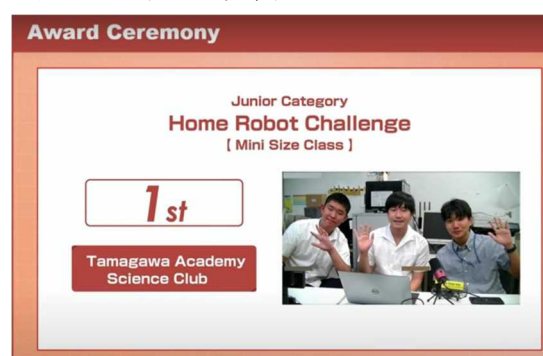 Award Ceremony
Junior Category
Home Robot Challenge
[ Mini Size Class ]
1st
Tamagawa Academy
Science Club